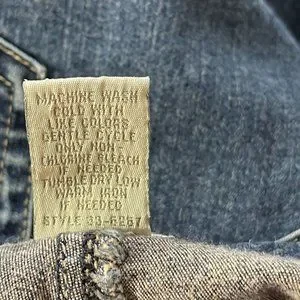 MACHINE WASH
COLD WITH
COLORS
GENTLE CYCLE
ONLY NON-
CHLORINE BLEACH
IF NEEDED
TUMBLE DRY LOW
WARM IRON
IF NEEDED
STYLE 33-6267